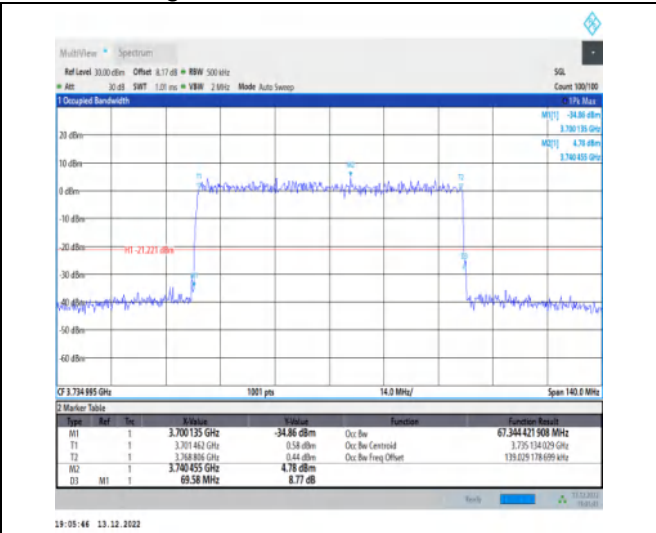 MultiView Spectrum
Ref Level 30.00 dBm Offset 8.17 dB RBW 500 kHz SGL
Att 30 dB SWT 1.01 ms VBW 2 MHz Mode Auto Sweep Count 100/100
1 Occupied Bandwidth 1Pk Max
M1[1] -34.86 dBm
3.700 135 GHz
M2[1] 4.78 dBm
3.740 455 GHz
20 dBm
10 dBm
0 dBm
-10 dBm
-20 dBm
H1 -21.221 dBm
-30 dBm
-40 dBm
-50 dBm
-60 dBm
T1
M2
T2
D3
CF 3.734 995 GHz 1001 pts 14.0 MHz/ Span 140.0 MHz
2 Marker Table
Type Ref Trc X-Value Y-Value Function Function Result
M1 1 3.700135 GHz -34.86 dBm Occ Bw 67.344 421 908 MHz
T1 1 3.701 462 GHz 0.58 dBm Occ Bw Centroid 3.735 134 029 GHz
T2 1 3.768 806 GHz 0.44 dBm Occ Bw Freq Offset 139.029 178 699 kHz
M2 1 3.740 455 GHz 4.78 dBm
D3 M1 1 69.58 MHz 8.77 dB
Ready 13.12.2022
19:05:46 13.12.2022